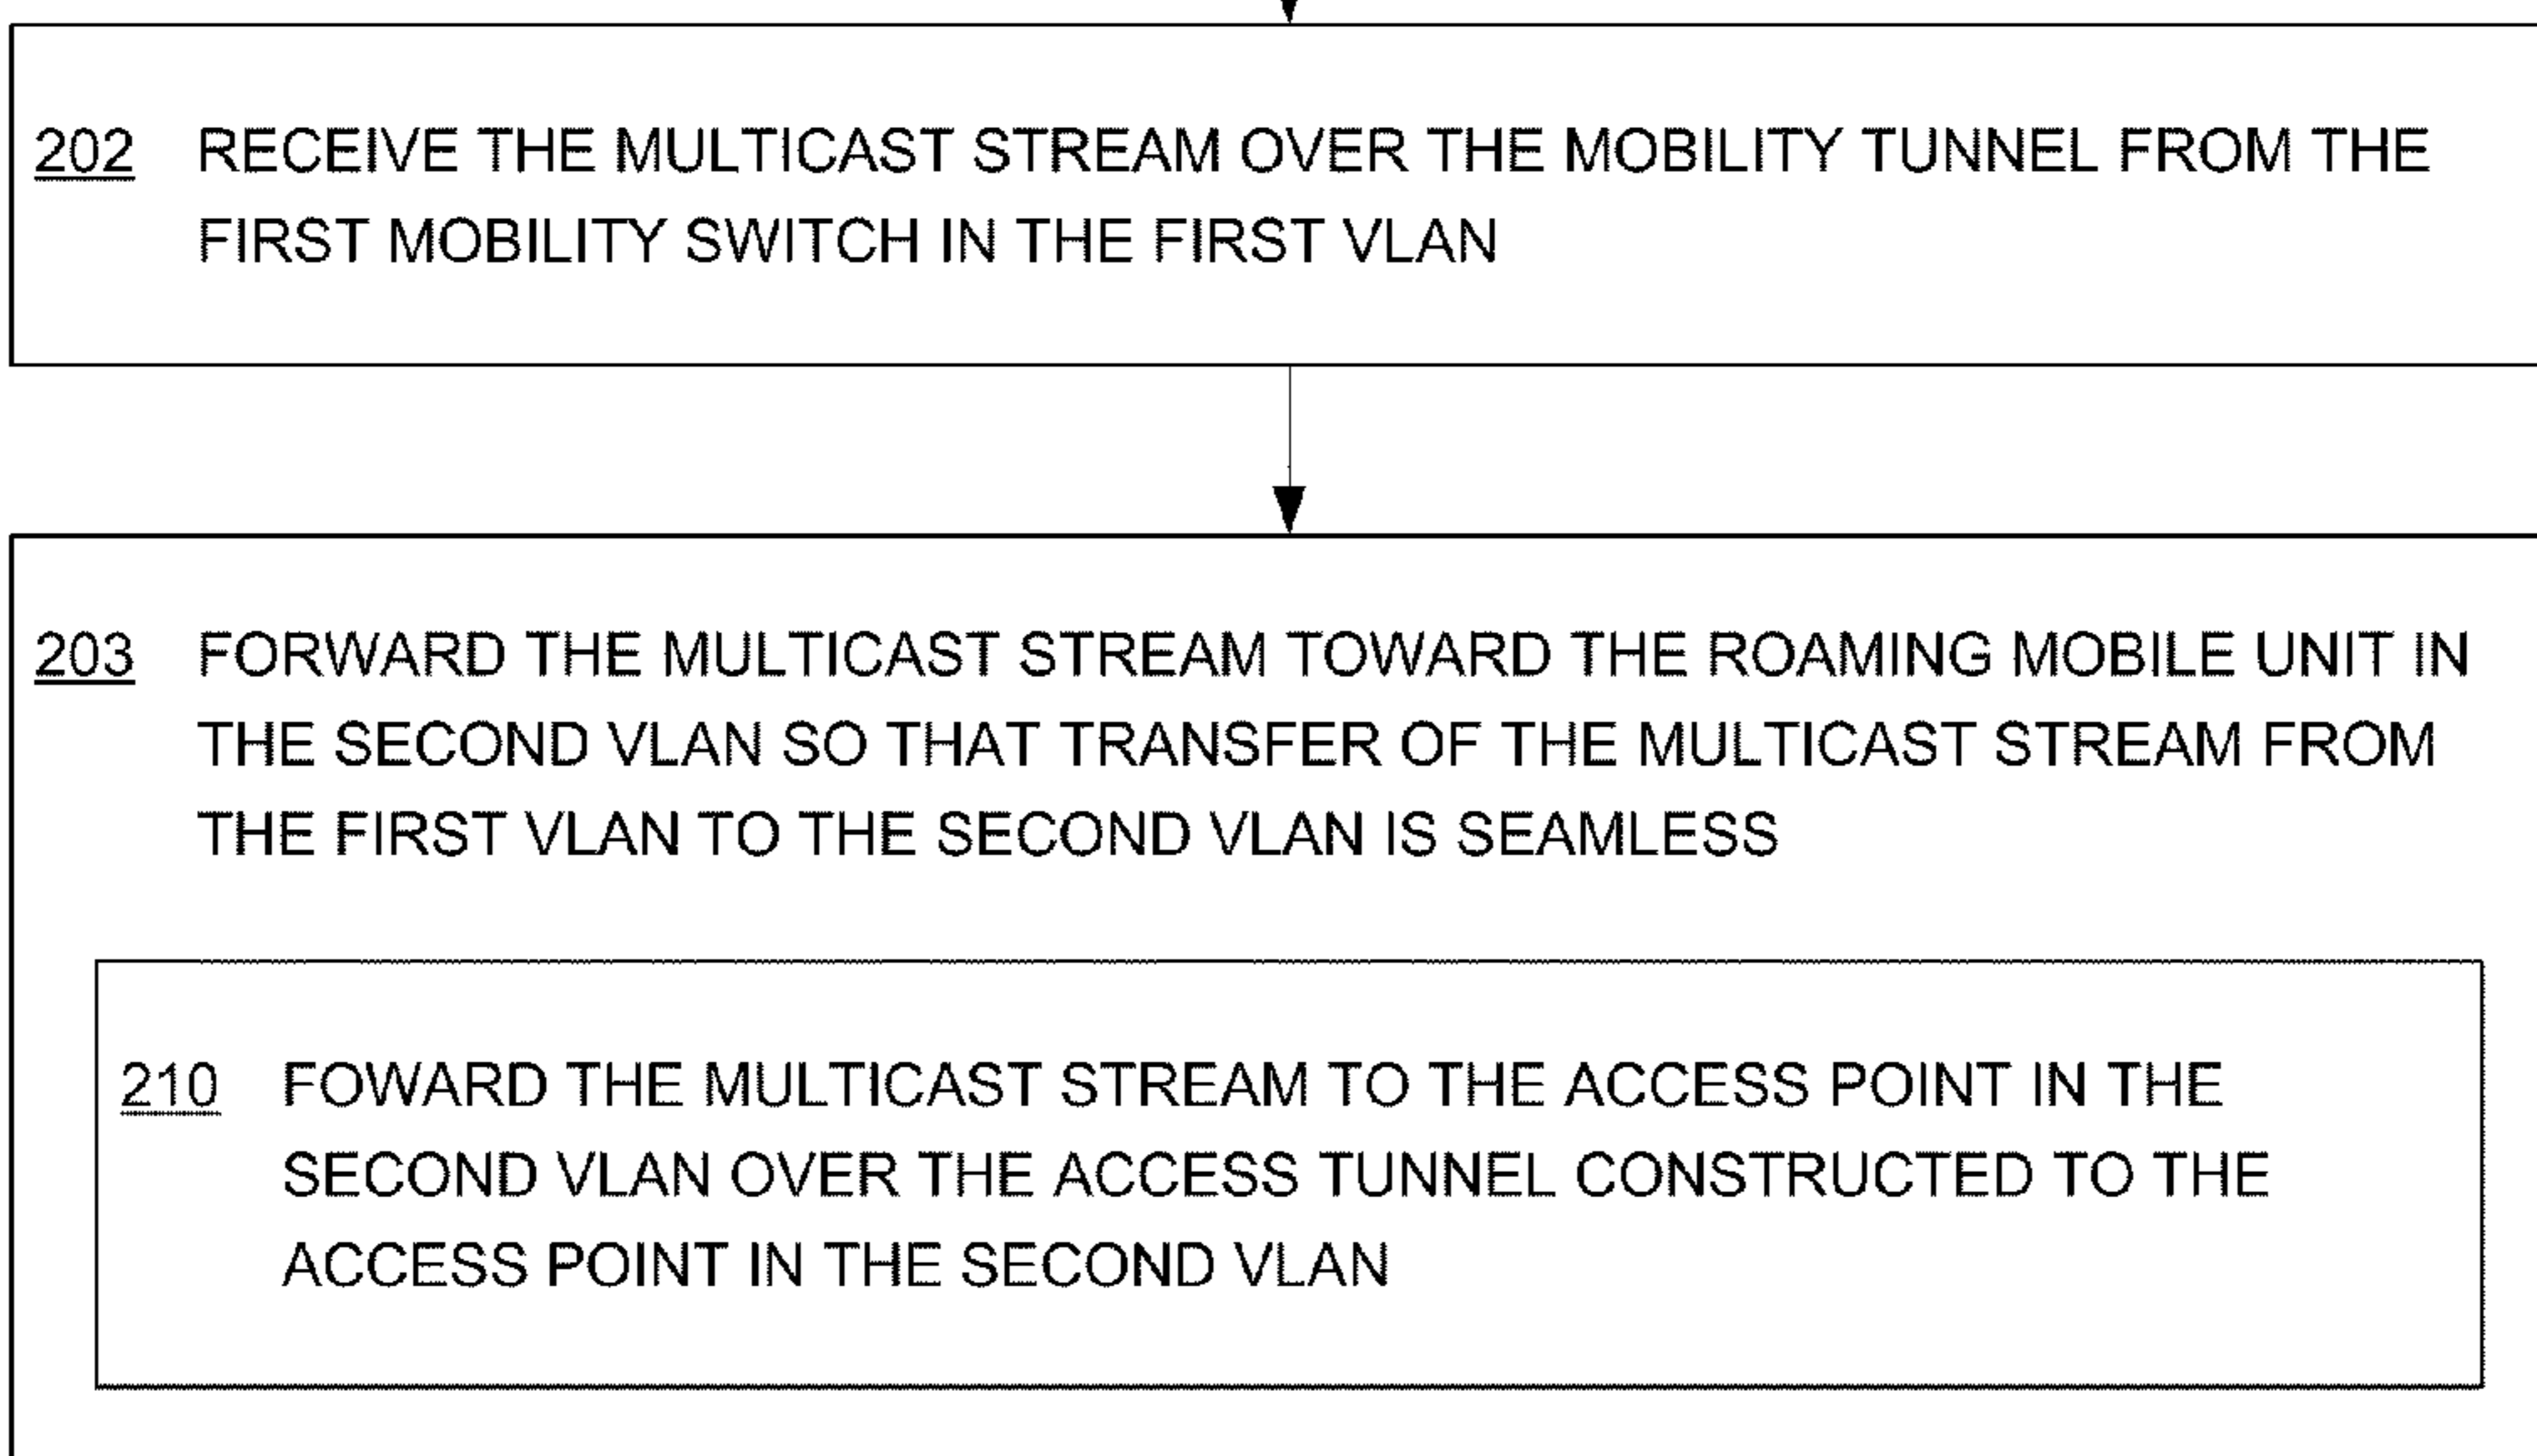 202 RECEIVE THE MULTICAST STREAM OVER THE MOBILITY TUNNEL FROM THE
FIRST MOBILITY SWITCH IN THE FIRST VLAN
203 FORWARD THE MULTICAST STREAM TOWARD THE ROAMING MOBILE UNIT IN
THE SECOND VLAN SO THAT TRANSFER OF THE MULTICAST STREAM FROM
THE FIRST VLAN TO THE SECOND VLAN IS SEAMLESS
210 FOWARD THE MULTICAST STREAM TO THE ACCESS POINT IN THE
SECOND VLAN OVER THE ACCESS TUNNEL CONSTRUCTED TO THE
ACCESS POINT IN THE SECOND VLAN